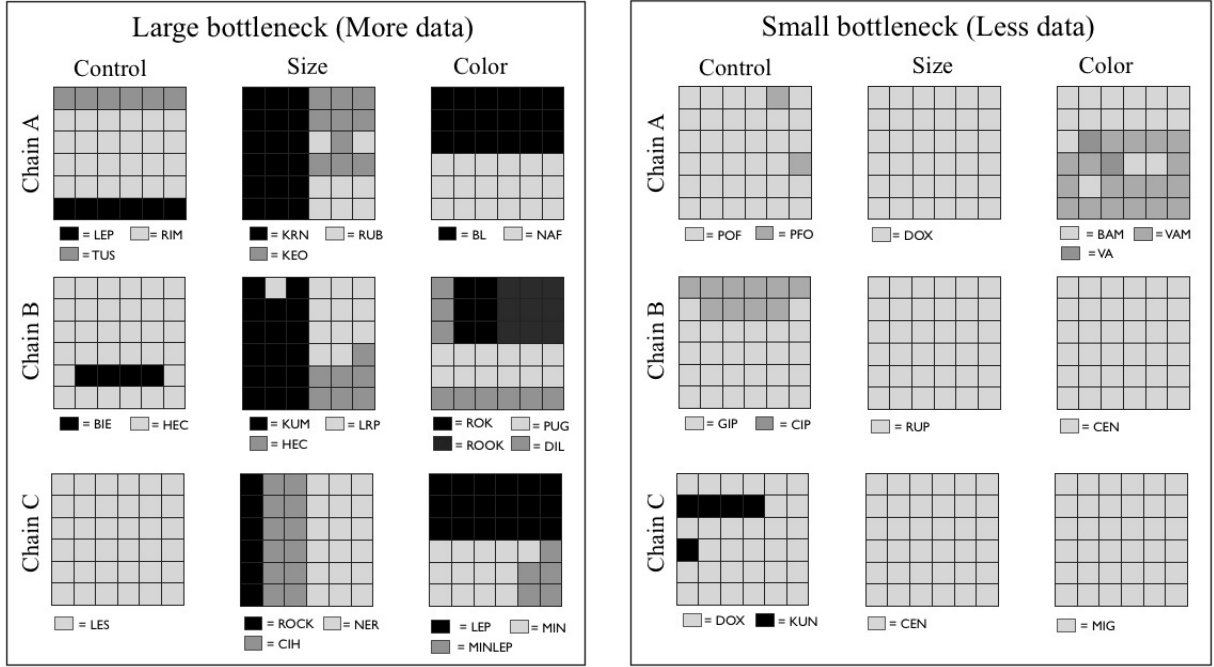 Large bottleneck (More data)
Control Size Color
Chain A
= LEP = RIM
= TUS
= KRN = RUB
= KEO
= BL = NAF
Chain B
= BIE = HEC
= KUM = LRP
= HEC
= ROK = PUG
= ROOK = DIL
Chain C
= LES
= ROCK = NER
= CIH
= LEP = MIN
= MINLEP
Small bottleneck (Less data)
Control Size Color
Chain A
= POF = PFO
= DOX
= BAM = VAM
= VA
Chain B
= GIP = CIP
= RUP
= CEN
Chain C
= DOX = KUN
= CEN
= MIG